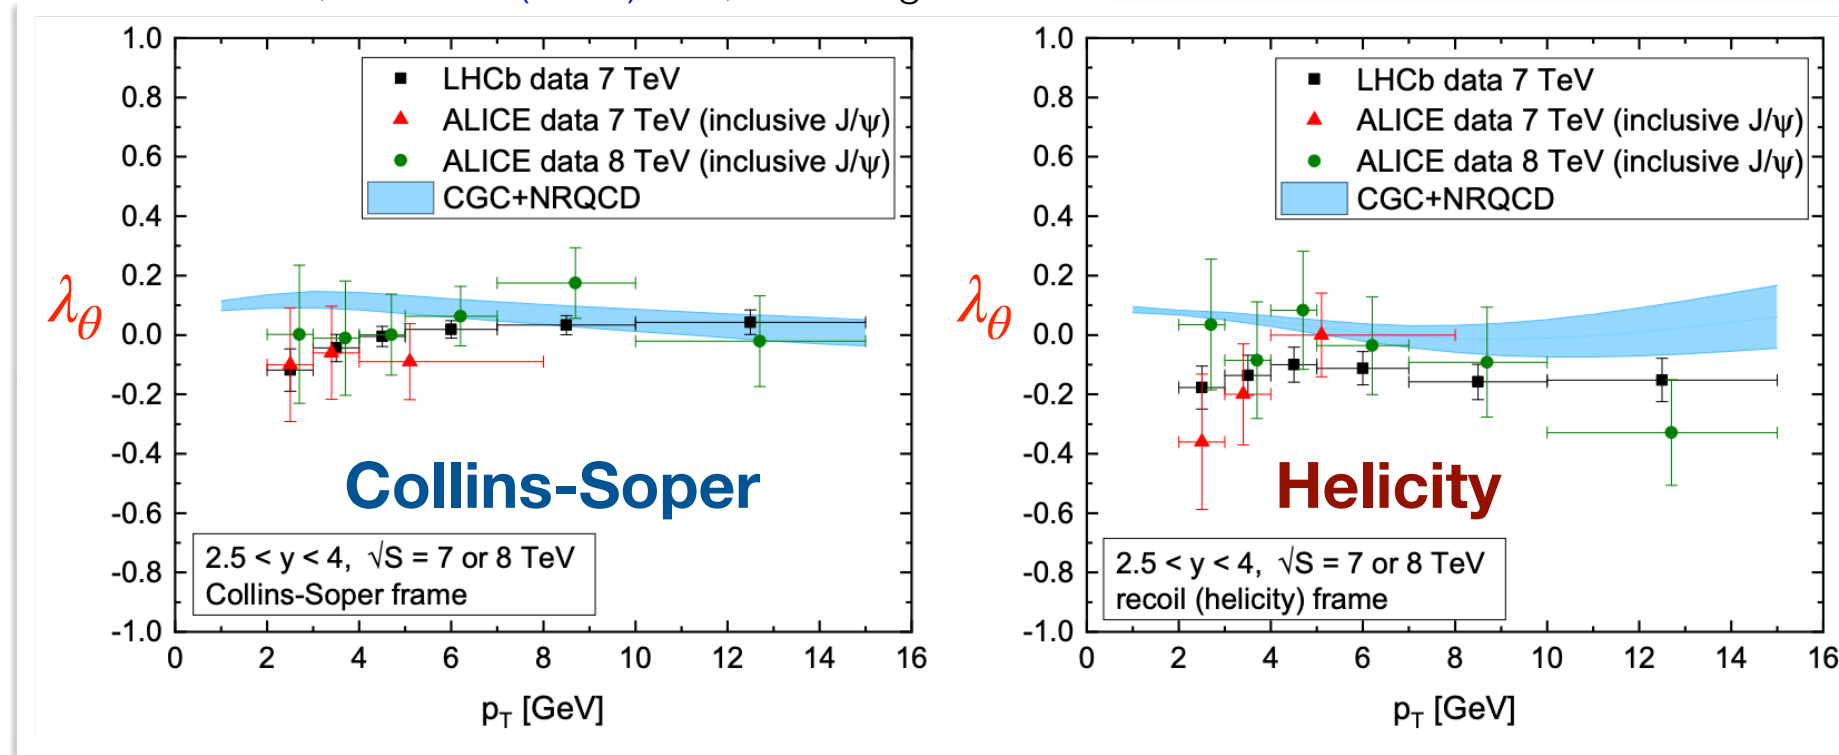 1.0
0.8
0.6
0.4
0.2
0.0
-0.2
-0.4
-0.6
-0.8
-1.0
λθ
LHCb data 7 TeV
ALICE data 7 TeV (inclusive J/ψ)
ALICE data 8 TeV (inclusive J/ψ)
CGC+NRQCD
Collins-Soper
2.5 < y < 4, √S = 7 or 8 TeV
Collins-Soper frame
0 2 4 6 8 10 12 14 16
pT [GeV]
1.0
0.8
0.6
0.4
0.2
0.0
-0.2
-0.4
-0.6
-0.8
-1.0
λθ
LHCb data 7 TeV
ALICE data 7 TeV (inclusive J/ψ)
ALICE data 8 TeV (inclusive J/ψ)
CGC+NRQCD
Helicity
2.5 < y < 4, √S = 7 or 8 TeV
recoil (helicity) frame
0 2 4 6 8 10 12 14 16
pT [GeV]